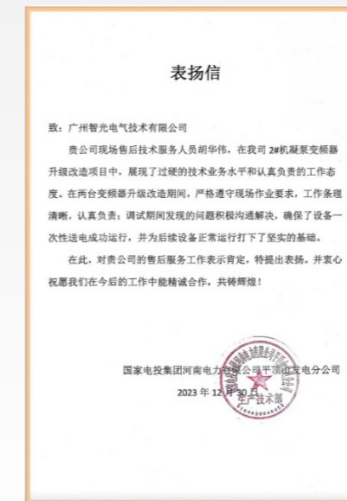 表扬信
致：广州智光电气技术有限公司
贵公司现场售后技术服务人员胡华伟，在我司 2#机凝泵变频器
升级改造项目中，展现了过硬的技术业务水平和认真负责的工作态
度。在两台变频器升级改造期间，严格遵守现场作业要求，工作条理
清晰，认真负责；调试期间发现的问题积极沟通解决，确保了设备一
次性送电成功运行，并为后续设备正常运行打下了坚实的基础。
在此，对贵公司的售后服务工作表示肯定，特提出表扬。并衷心
祝愿我们在今后的工作中能精诚合作，共铸辉煌！
国家电投集团河南电力有限公司平顶山发电分公司
2023 年 12 月 30 日
生产技术部